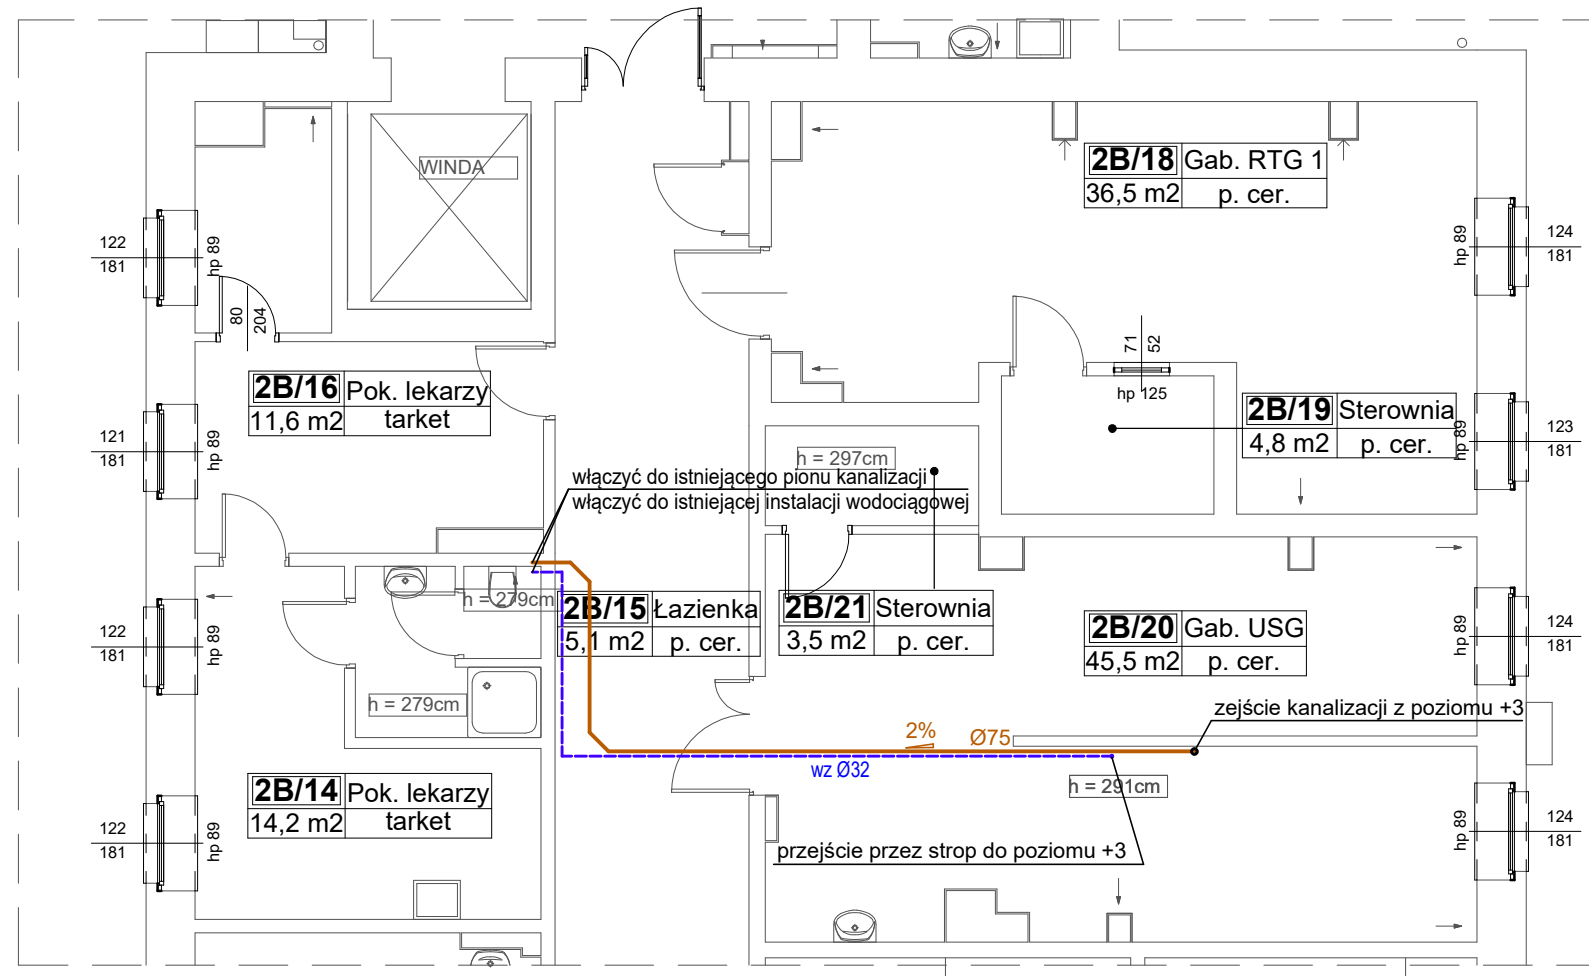 WINDA
2B/18 Gab. RTG 1
36,5 m2 p. cer.
122
181
hp 89
80
204
hp 89
124
181
71
52
hp 125
2B/16 Pok. lekarzy
11,6 m2 tarket
2B/19 Sterownia
4,8 m2 p. cer.
121
181
hp 89
hp 89
123
181
h = 297cm
włączyć do istniejącego pionu kanalizacji
włączyć do istniejącej instalacji wodociągowej
h = 279cm
2B/15 Łazienka
5,1 m2 p. cer.
2B/21 Sterownia
3,5 m2 p. cer.
2B/20 Gab. USG
45,5 m2 p. cer.
122
181
hp 89
hp 89
124
181
h = 279cm
zejście kanalizacji z poziomu +3
2%
Ø75
wz Ø32
h = 291cm
2B/14 Pok. lekarzy
14,2 m2 tarket
122
181
hp 89
hp 89
124
181
przejście przez strop do poziomu +3